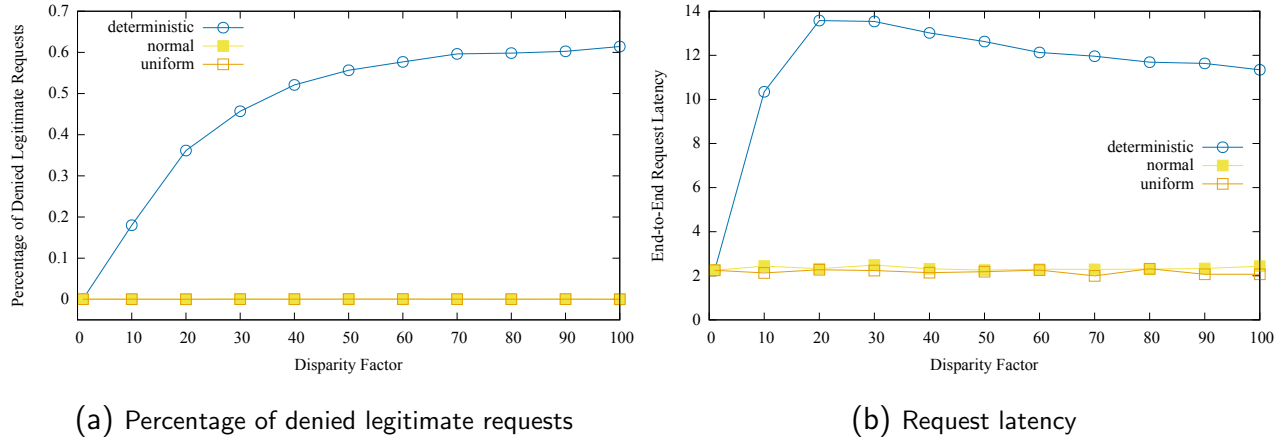 Percentage of Denied Legitimate Requests
0.7
0.6
0.5
0.4
0.3
0.2
0.1
0
deterministic
normal
uniform
0 10 20 30 40 50 60 70 80 90 100
Disparity Factor
(a) Percentage of denied legitimate requests
End-to-End Request Latency
14
12
10
8
6
4
2
0
deterministic
normal
uniform
0 10 20 30 40 50 60 70 80 90 100
Disparity Factor
(b) Request latency